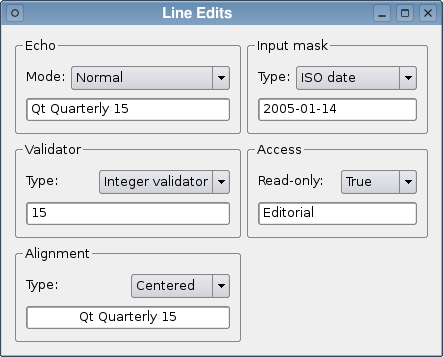 Line Edits
Echo
Mode: Normal
Qt Quarterly 15
Input mask
Type: ISO date
2005-01-14
Validator
Type: Integer validator
15
Access
Read-only: True
Editorial
Alignment
Type: Centered
Qt Quarterly 15